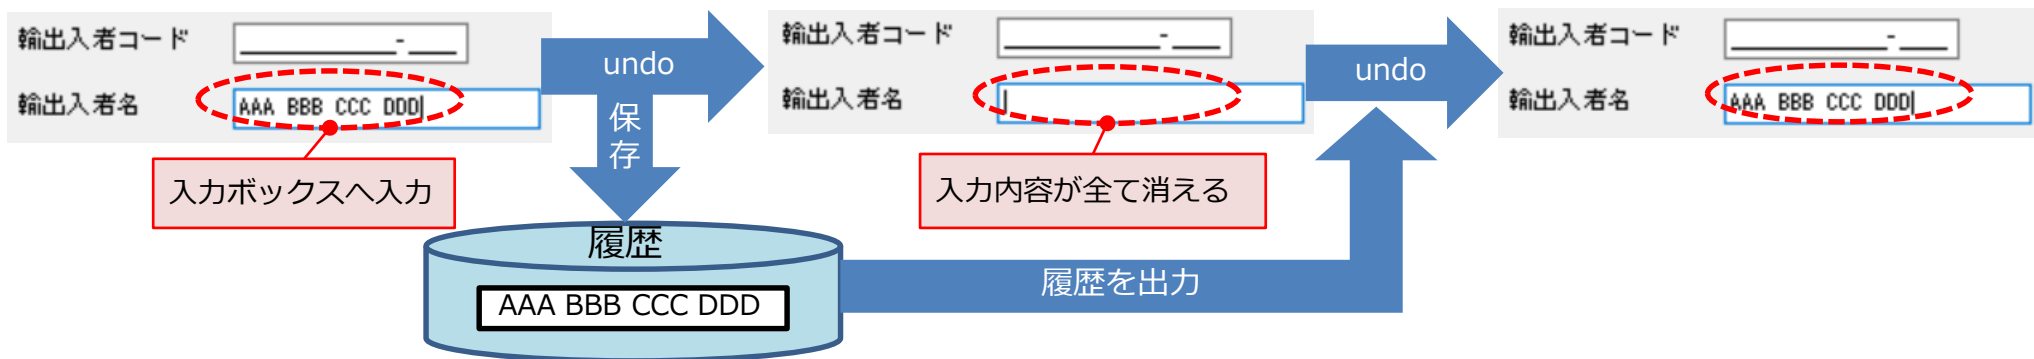 輸出入者コード
-
輸出入者名
AAA BBB CCC DDD
入力ボックスへ入力
undo
保存
輸出入者コード
-
輸出入者名
入力内容が全て消える
undo
輸出入者コード
-
輸出入者名
AAA BBB CCC DDD
履歴
AAA BBB CCC DDD
履歴を出力